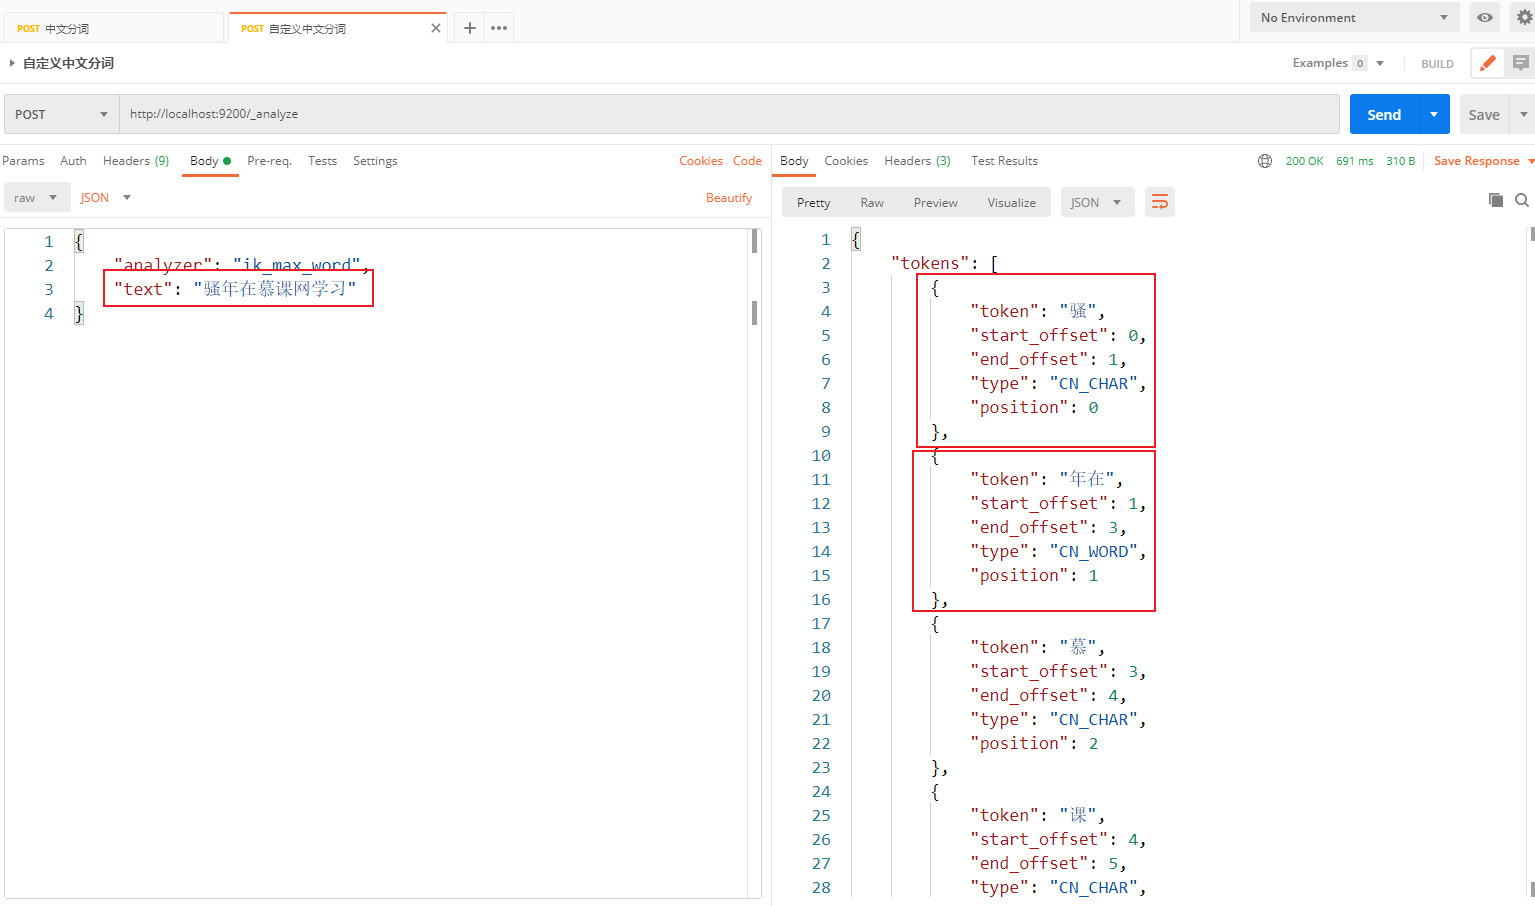 POST 中文分词
POST 自定义中文分词
No Environment
自定义中文分词
Examples 0
BUILD
POST
http://localhost:9200/_analyze
Send
Save
Params Auth Headers (9) Body Pre-req. Tests Settings
Cookies Code
Body Cookies Headers (3) Test Results
200 OK 691 ms 310 B Save Response
raw JSON
Beautify
Pretty Raw Preview Visualize JSON
1 {
2 "analyzer": "ik_max_word",
3 "text": "骚年在慕课网学习"
4 }
1 {
2 "tokens": [
3 {
4 "token": "骚",
5 "start_offset": 0,
6 "end_offset": 1,
7 "type": "CN_CHAR",
8 "position": 0
9 },
10 {
11 "token": "年在",
12 "start_offset": 1,
13 "end_offset": 3,
14 "type": "CN_WORD",
15 "position": 1
16 },
17 {
18 "token": "慕",
19 "start_offset": 3,
20 "end_offset": 4,
21 "type": "CN_CHAR",
22 "position": 2
23 },
24 {
25 "token": "课",
26 "start_offset": 4,
27 "end_offset": 5,
28 "type": "CN_CHAR",